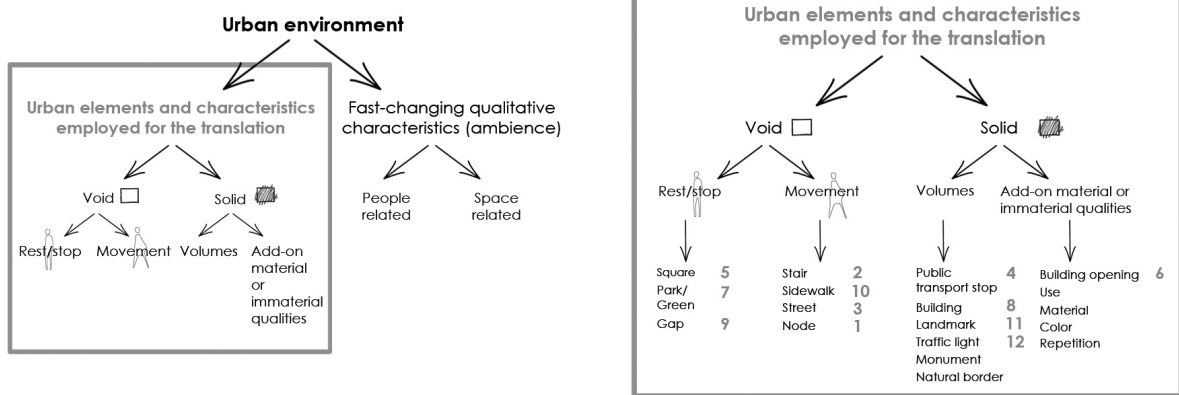 Urban environment
Urban elements and characteristics
employed for the translation
Fast-changing qualitative
characteristics (ambience)
Void
Solid
People
related
Space
related
Rest/stop
Movement
Volumes
Add-on
material
or
immaterial
qualities
Urban elements and characteristics
employed for the translation
Void
Solid
Rest/stop
Movement
Volumes
Add-on material or
immaterial qualities
Square 5
Park/
Green 7
Gap 9
Stair 2
Sidewalk 10
Street 3
Node 1
Public
transport stop 4
Building 8
Landmark 11
Traffic light 12
Monument
Natural border
Building opening 6
Use
Material
Color
Repetition